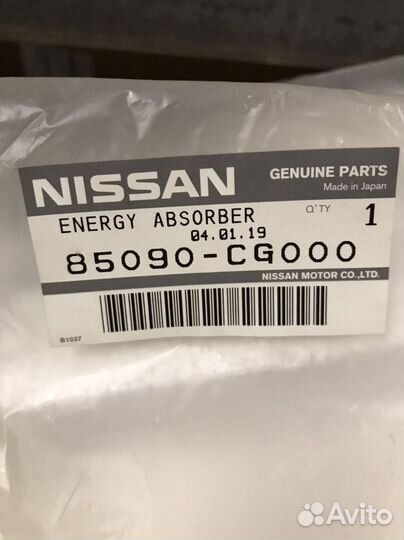 NISSAN
GENUINE PARTS
Made in Japan
ENERGY ABSORBER
Q'TY 1
04.01.19
85090-CG000
NISSAN MOTOR CO.,LTD.
B1037
Avito